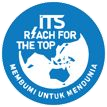 iTS
REACH FOR
THE TOP
MEMBUMI UNTUK MENDUNIA